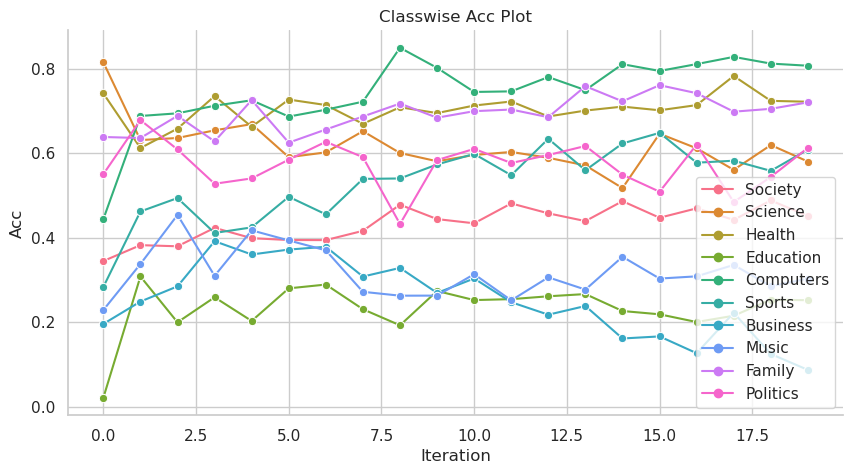 Classwise Acc Plot
Acc
0.8
0.6
0.4
0.2
0.0
0.0 2.5 5.0 7.5 10.0 12.5 15.0 17.5
Iteration
Society
Science
Health
Education
Computers
Sports
Business
Music
Family
Politics